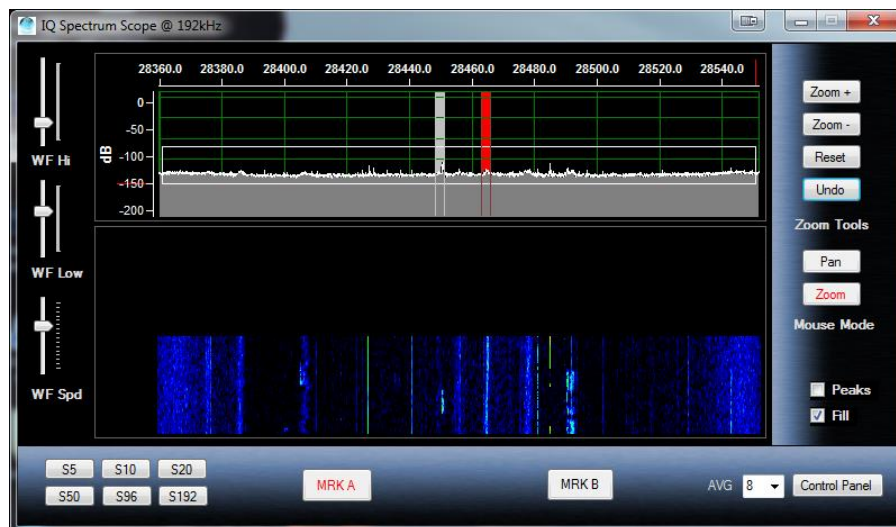 IQ Spectrum Scope @ 192kHz
28360.0 28380.0 28400.0 28420.0 28440.0 28460.0 28480.0 28500.0 28520.0 28540.0
0
-50
-100
-150
-200
dB
WF Hi
WF Low
WF Spd
Zoom +
Zoom -
Reset
Undo
Zoom Tools
Pan
Zoom
Mouse Mode
Peaks
Fill
S5 S10 S20
S50 S96 S192
MRK A
MRK B
AVG 8
Control Panel